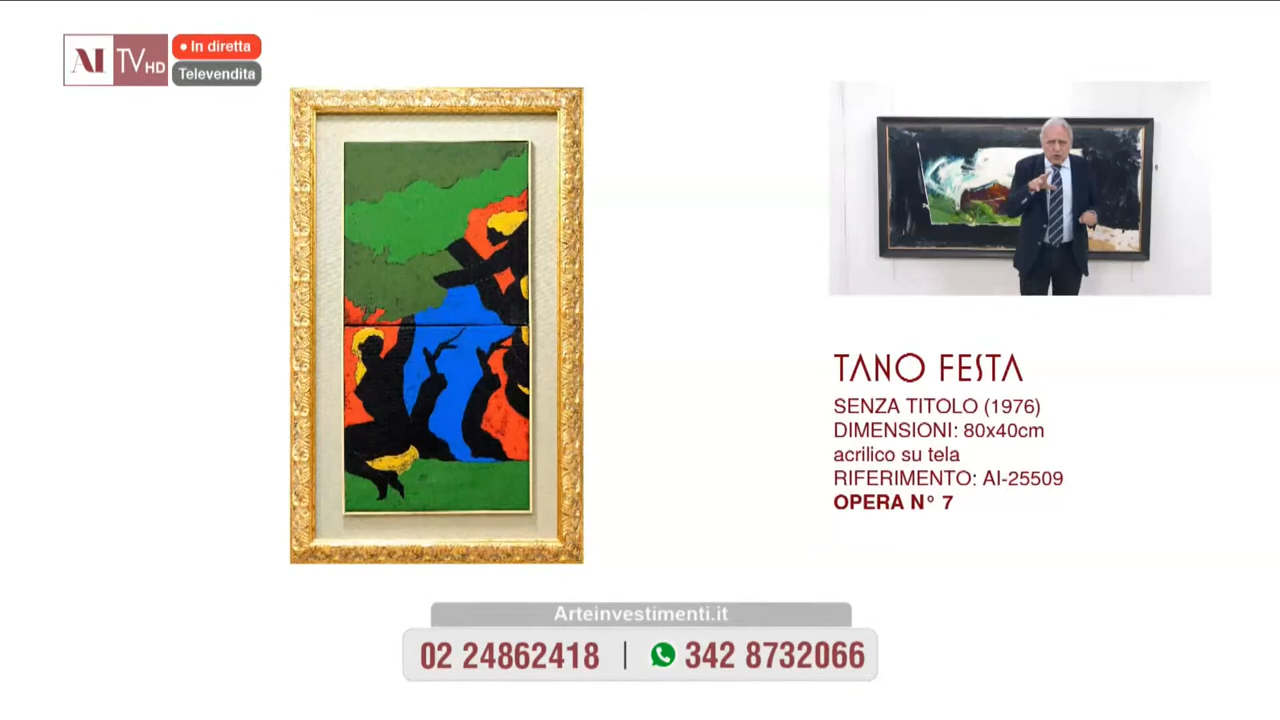 AI TV HD
• In diretta
Televendita
TANO FESTA
SENZA TITOLO (1976)
DIMENSIONI: 80x40cm
acrilico su tela
RIFERIMENTO: AI-25509
OPERA N° 7
Arteinvestimenti.it
02 24862418 | 342 8732066